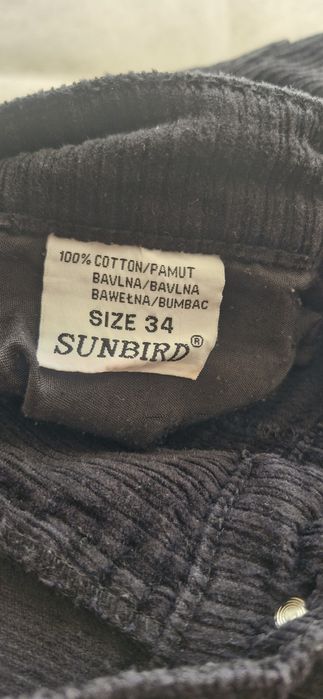 100% COTTON/PAMUT
BAVLNA/BAVLNA
BAWEŁNA/BUMBAC
SIZE 34
SUNBIRD®